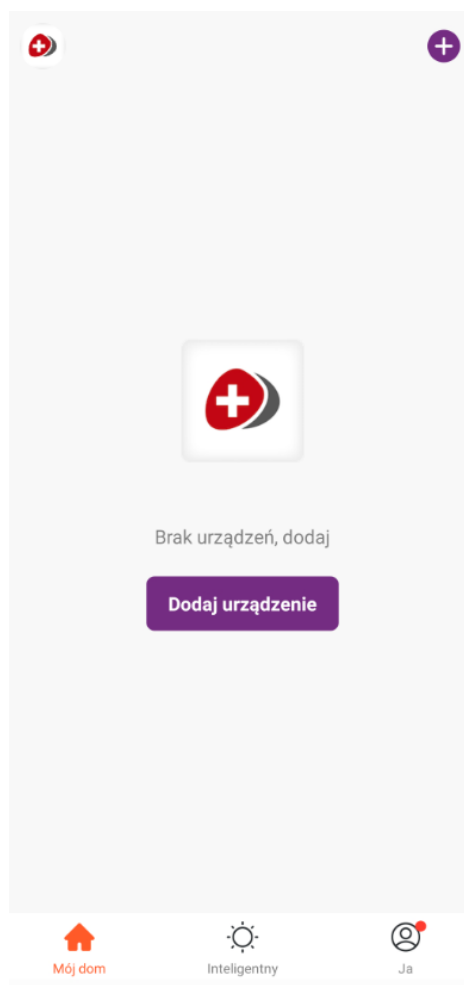 Brak urządzeń, dodaj
Dodaj urządzenie
Mój dom
Inteligentny
Ja